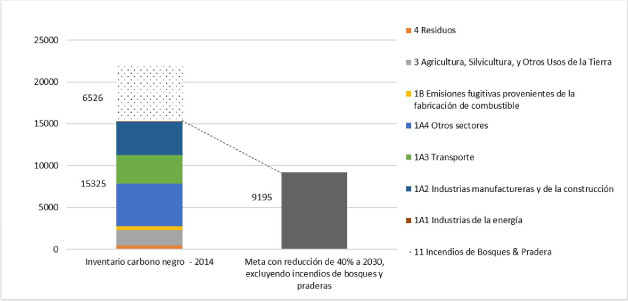 25000
20000
15000
10000
5000
0
6526
15325
9195
Inventario carbono negro - 2014
Meta con reducción de 40% a 2030,
excluyendo incendios de bosques y
praderas
4 Residuos
3 Agricultura, Silvicultura, y Otros Usos de la Tierra
1B Emisiones fugitivas provenientes de la
fabricación de combustible
1A4 Otros sectores
1A3 Transporte
1A2 Industrias manufactureras y de la construcción
1A1 Industrias de la energía
11 Incendios de Bosques & Pradera